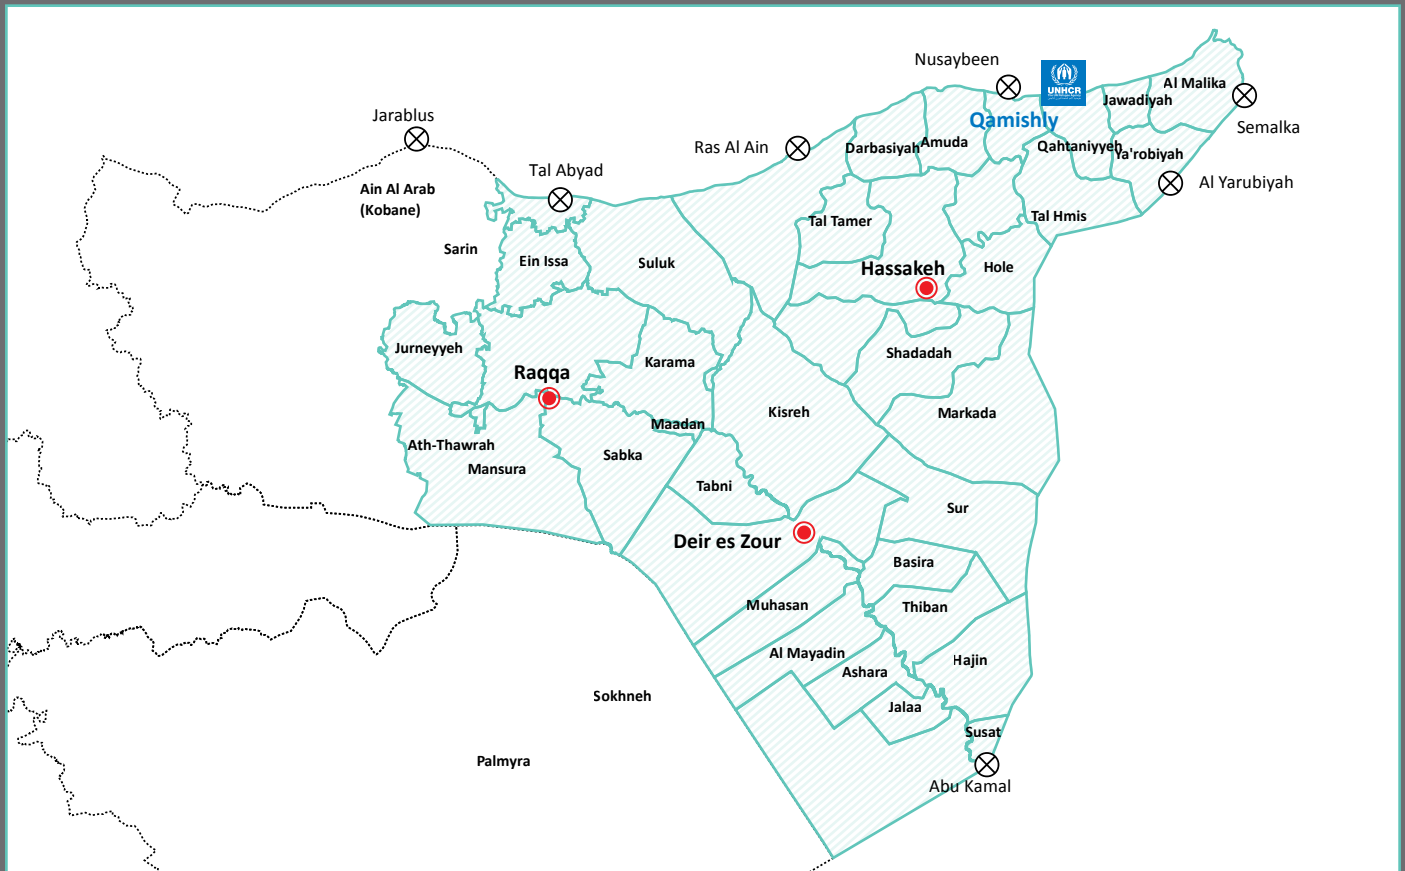 Nusaybeen
UNHCR
Al Malika
Jawadiyah
Jarablus
Qamishly
Semalka
Ras Al Ain
Darbasiyah
Amuda
Qahtaniyyeh
Ya'robiyah
Tal Abyad
Ain Al Arab
(Kobane)
Al Yarubiyah
Tal Tamer
Tal Hmis
Sarin
Ein Issa
Suluk
Hassakeh
Hole
Jurneyyeh
Karama
Shadadah
Raqqa
Kisreh
Markada
Maadan
Ath-Thawrah
Mansura
Sabka
Tabni
Sur
Deir es Zour
Basira
Muhasan
Thiban
Al Mayadin
Hajin
Ashara
Sokhneh
Jalaa
Susat
Palmyra
Abu Kamal